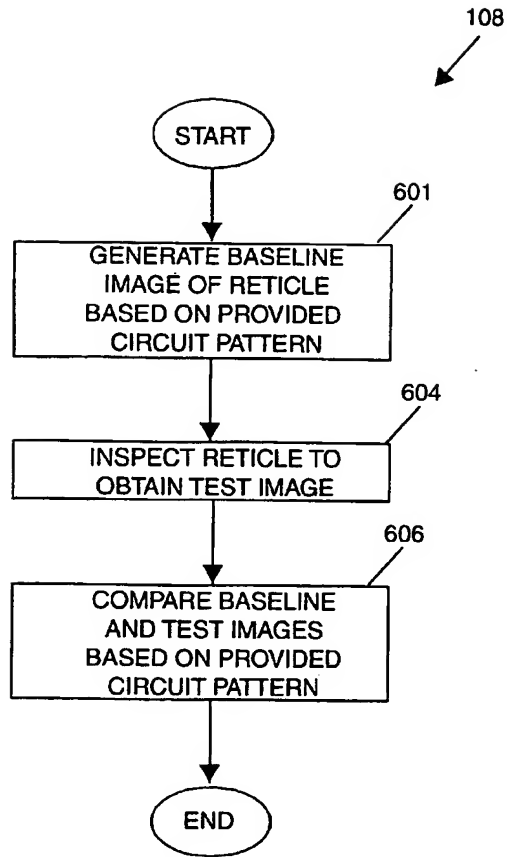 108
START
601
GENERATE BASELINE
IMAGE OF RETICLE
BASED ON PROVIDED
CIRCUIT PATTERN
604
INSPECT RETICLE TO
OBTAIN TEST IMAGE
606
COMPARE BASELINE
AND TEST IMAGES
BASED ON PROVIDED
CIRCUIT PATTERN
END